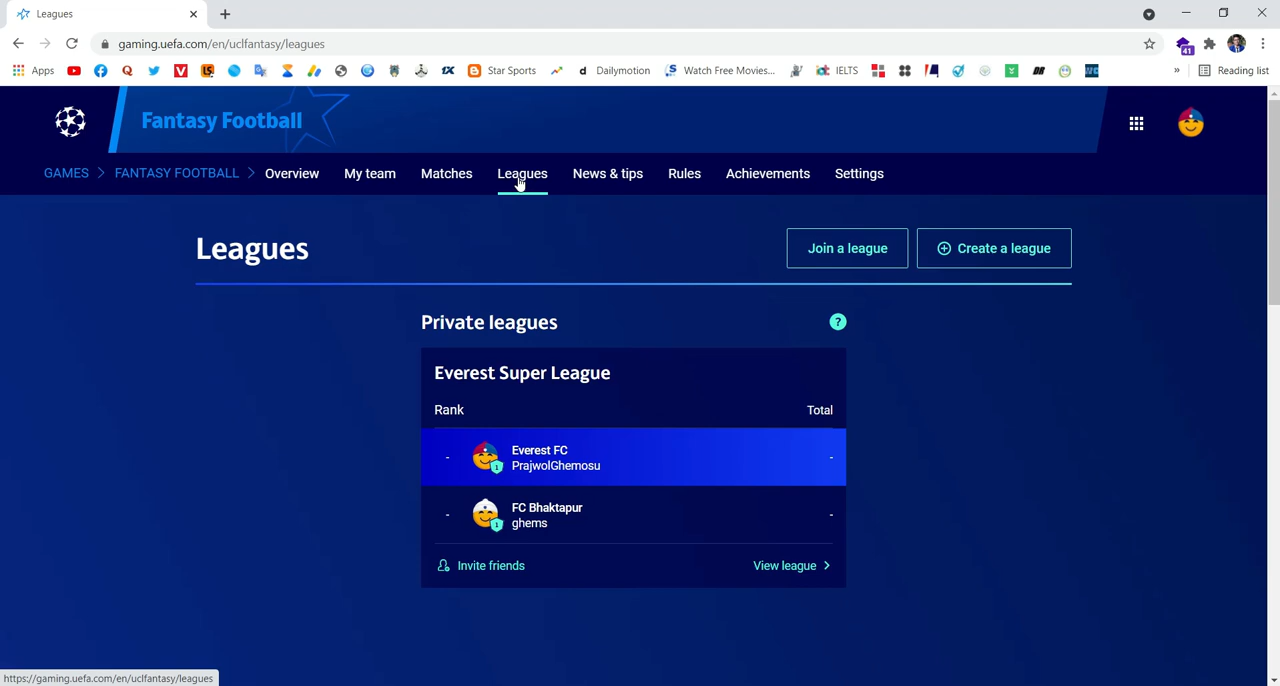 Leagues
gaming.uefa.com/en/uclfantasy/leagues
41
Apps
Star Sports
Dailymotion
Watch Free Movies...
IELTS
Reading list
Fantasy Football
GAMES
FANTASY FOOTBALL
Overview
My team
Matches
Leagues
News & tips
Rules
Achievements
Settings
Leagues
Join a league
Create a league
Private leagues
?
Everest Super League
Rank Total
- Everest FC -
1 PrajwolGhemosu
- FC Bhaktapur -
1 ghems
Invite friends
View league
https://gaming.uefa.com/en/uclfantasy/leagues